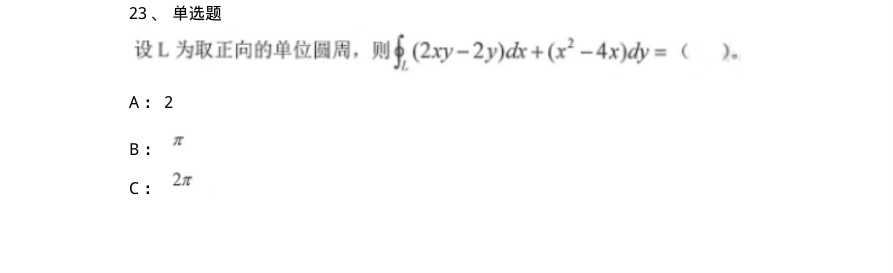 23 、 单选题
设 L 为取正向的单位圆周，则∮_L (2xy−2y)dx+(x²−4x)dy=（ ）。
A： 2
B： π
C： 2π